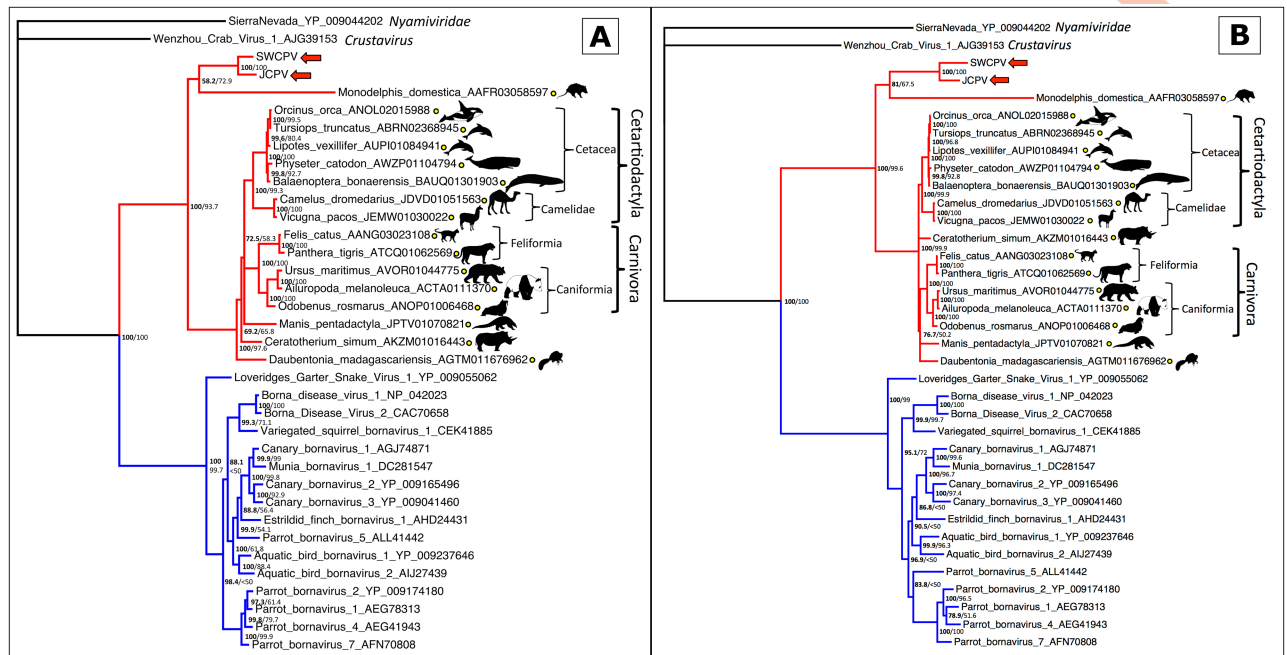 A
SierraNevada_YP_009044202 Nyamiviridae
Wenzhou_Crab_Virus_1_AJG39153 Crustavirus
SWCPV
100/100
JCPV
58.2/72.9
Monodelphis_domestica_AAFR03058597
Orcinus_orca_ANOL02015988
100/99.5
Tursiops_truncatus_ABRN02368945
99.6/80.4
Lipotes_vexillifer_AUPI01084941
100/100
Physeter_catodon_AWZP01104794
99.8/92.7
Balaenoptera_bonaerensis_BAUQ01301903
100/99.3
Camelus_dromedarius_JDVD01051563
100/100
Vicugna_pacos_JEMW01030022
100/93.7
Cetacea
Camelidae
Cetartiodactyla
72.5/58.3
Felis_catus_AANG03023108
100/100
Panthera_tigris_ATCQ01062569
100/100
Ursus_maritimus_AVOR01044775
100/100
Ailuropoda_melanoleuca_ACTA0111370
100/100
Odobenus_rosmarus_ANOP01006468
Feliformia
Caniformia
Carnivora
Manis_pentadactyla_JPTV01070821
69.2/65.8
Ceratotherium_simum_AKZM01016443
100/97.6
Daubentonia_madagascariensis_AGTM011676962
100/100
Loveridges_Garter_Snake_Virus_1_YP_009055062
Borna_disease_virus_1_NP_042023
100/100
Borna_Disease_Virus_2_CAC70658
99.3/71.1
Variegated_squirrel_bornavirus_1_CEK41885
Canary_bornavirus_1_AGJ74871
100
99.7
88.1
<50
99.9/99
Munia_bornavirus_1_DC281547
100/99.8
Canary_bornavirus_2_YP_009165496
100/92.9
Canary_bornavirus_3_YP_009041460
88.8/56.4
Estrildid_finch_bornavirus_1_AHD24431
99.9/54.1
Parrot_bornavirus_5_ALL41442
100/61.8
Aquatic_bird_bornavirus_1_YP_009237646
100/88.4
Aquatic_bird_bornavirus_2_AIJ27439
98.4/<50
Parrot_bornavirus_2_YP_009174180
97.3/61.4
Parrot_bornavirus_1_AEG78313
99.8/79.7
Parrot_bornavirus_4_AEG41943
100/99.9
Parrot_bornavirus_7_AFN70808
B
SierraNevada_YP_009044202 Nyamiviridae
Wenzhou_Crab_Virus_1_AJG39153 Crustavirus
SWCPV
100/100
JCPV
81/67.5
Monodelphis_domestica_AAFR03058597
Orcinus_orca_ANOL02015988
100/100
Tursiops_truncatus_ABRN02368945
100/96.8
Lipotes_vexillifer_AUPI01084941
100/100
Physeter_catodon_AWZP01104794
99.8/92.8
Balaenoptera_bonaerensis_BAUQ01301903
100/99.9
Camelus_dromedarius_JDVD01051563
100/100
Vicugna_pacos_JEMW01030022
100/99.6
Cetacea
Camelidae
Cetartiodactyla
Ceratotherium_simum_AKZM01016443
100/99.9
Felis_catus_AANG03023108
100/100
Panthera_tigris_ATCQ01062569
100/100
Ursus_maritimus_AVOR01044775
100/100
Ailuropoda_melanoleuca_ACTA0111370
100/100
Odobenus_rosmarus_ANOP01006468
Feliformia
Caniformia
Carnivora
76.7/50.2
Manis_pentadactyla_JPTV01070821
Daubentonia_madagascariensis_AGTM011676962
100/100
Loveridges_Garter_Snake_Virus_1_YP_009055062
100/99
Borna_disease_virus_1_NP_042023
100/100
Borna_Disease_Virus_2_CAC70658
99.9/99.7
Variegated_squirrel_bornavirus_1_CEK41885
95.1/72
Canary_bornavirus_1_AGJ74871
100/99.6
Munia_bornavirus_1_DC281547
100/96.7
Canary_bornavirus_2_YP_009165496
100/97.4
Canary_bornavirus_3_YP_009041460
86.8/<50
Estrildid_finch_bornavirus_1_AHD24431
90.5/<50
Aquatic_bird_bornavirus_1_YP_009237646
99.9/96.3
Aquatic_bird_bornavirus_2_AIJ27439
96.9/<50
Parrot_bornavirus_5_ALL41442
83.8/<50
Parrot_bornavirus_2_YP_009174180
100/96.5
Parrot_bornavirus_1_AEG78313
78.9/51.6
Parrot_bornavirus_4_AEG41943
100/100
Parrot_bornavirus_7_AFN70808